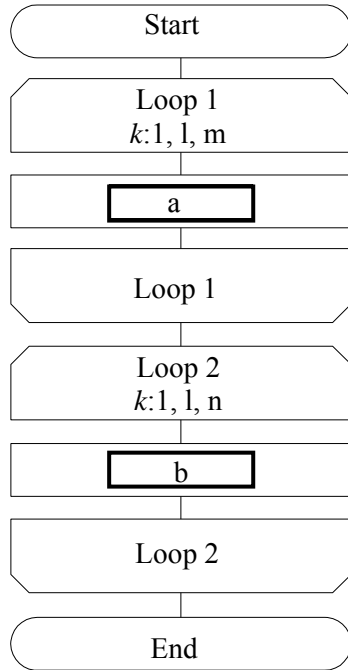 Start
Loop 1
k:1, l, m
a
Loop 1
Loop 2
k:1, l, n
b
Loop 2
End